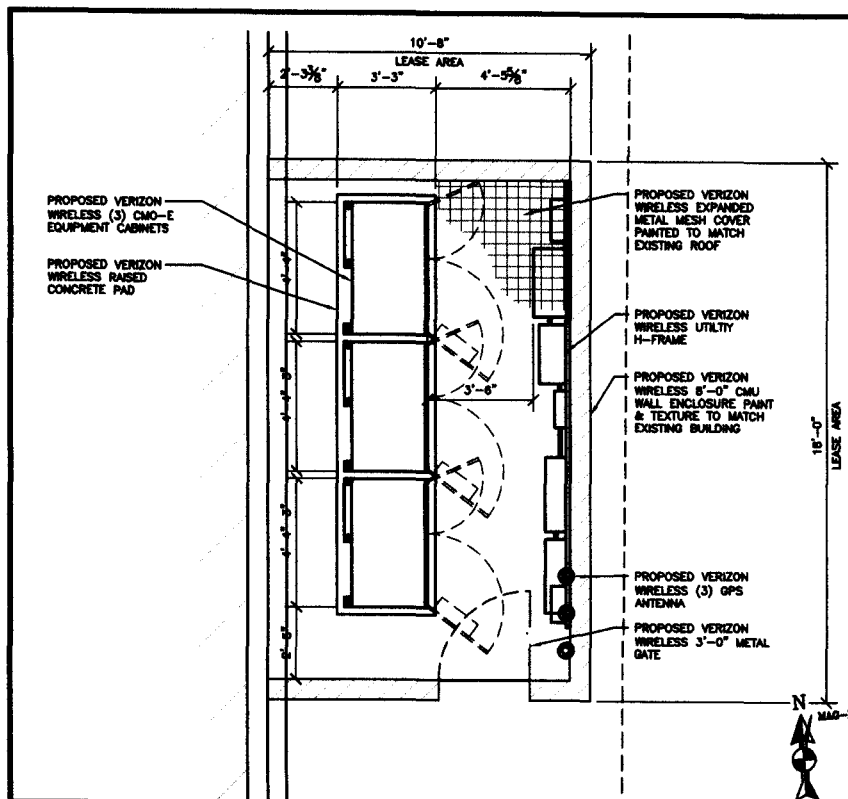 10'-8"
LEASE AREA
2'-3⅜"
3'-3"
4'-5⅝"
PROPOSED VERIZON
WIRELESS (3) CMO-E
EQUIPMENT CABINETS
PROPOSED VERIZON
WIRELESS RAISED
CONCRETE PAD
PROPOSED VERIZON
WIRELESS EXPANDED
METAL MESH COVER
PAINTED TO MATCH
EXISTING ROOF
PROPOSED VERIZON
WIRELESS UTILTIY
H-FRAME
3'-6"
PROPOSED VERIZON
WIRELESS 8'-0" CMU
WALL ENCLOSURE PAINT
& TEXTURE TO MATCH
EXISTING BUILDING
18'-0"
LEASE AREA
PROPOSED VERIZON
WIRELESS (3) GPS
ANTENNA
PROPOSED VERIZON
WIRELESS 3'-0" METAL
GATE
N